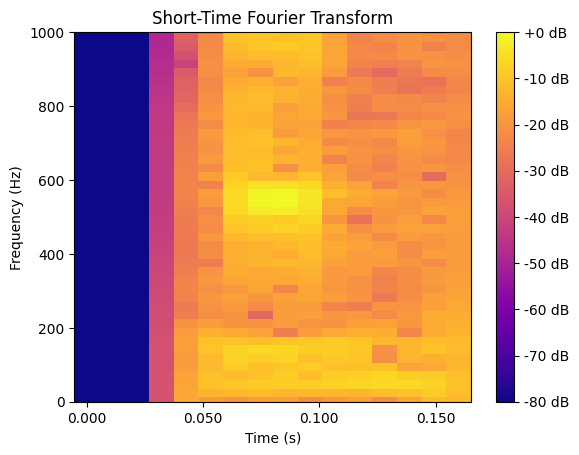 Short-Time Fourier Transform
1000
800
600
400
200
0
Frequency (Hz)
0.000
0.050
0.100
0.150
Time (s)
+0 dB
-10 dB
-20 dB
-30 dB
-40 dB
-50 dB
-60 dB
-70 dB
-80 dB